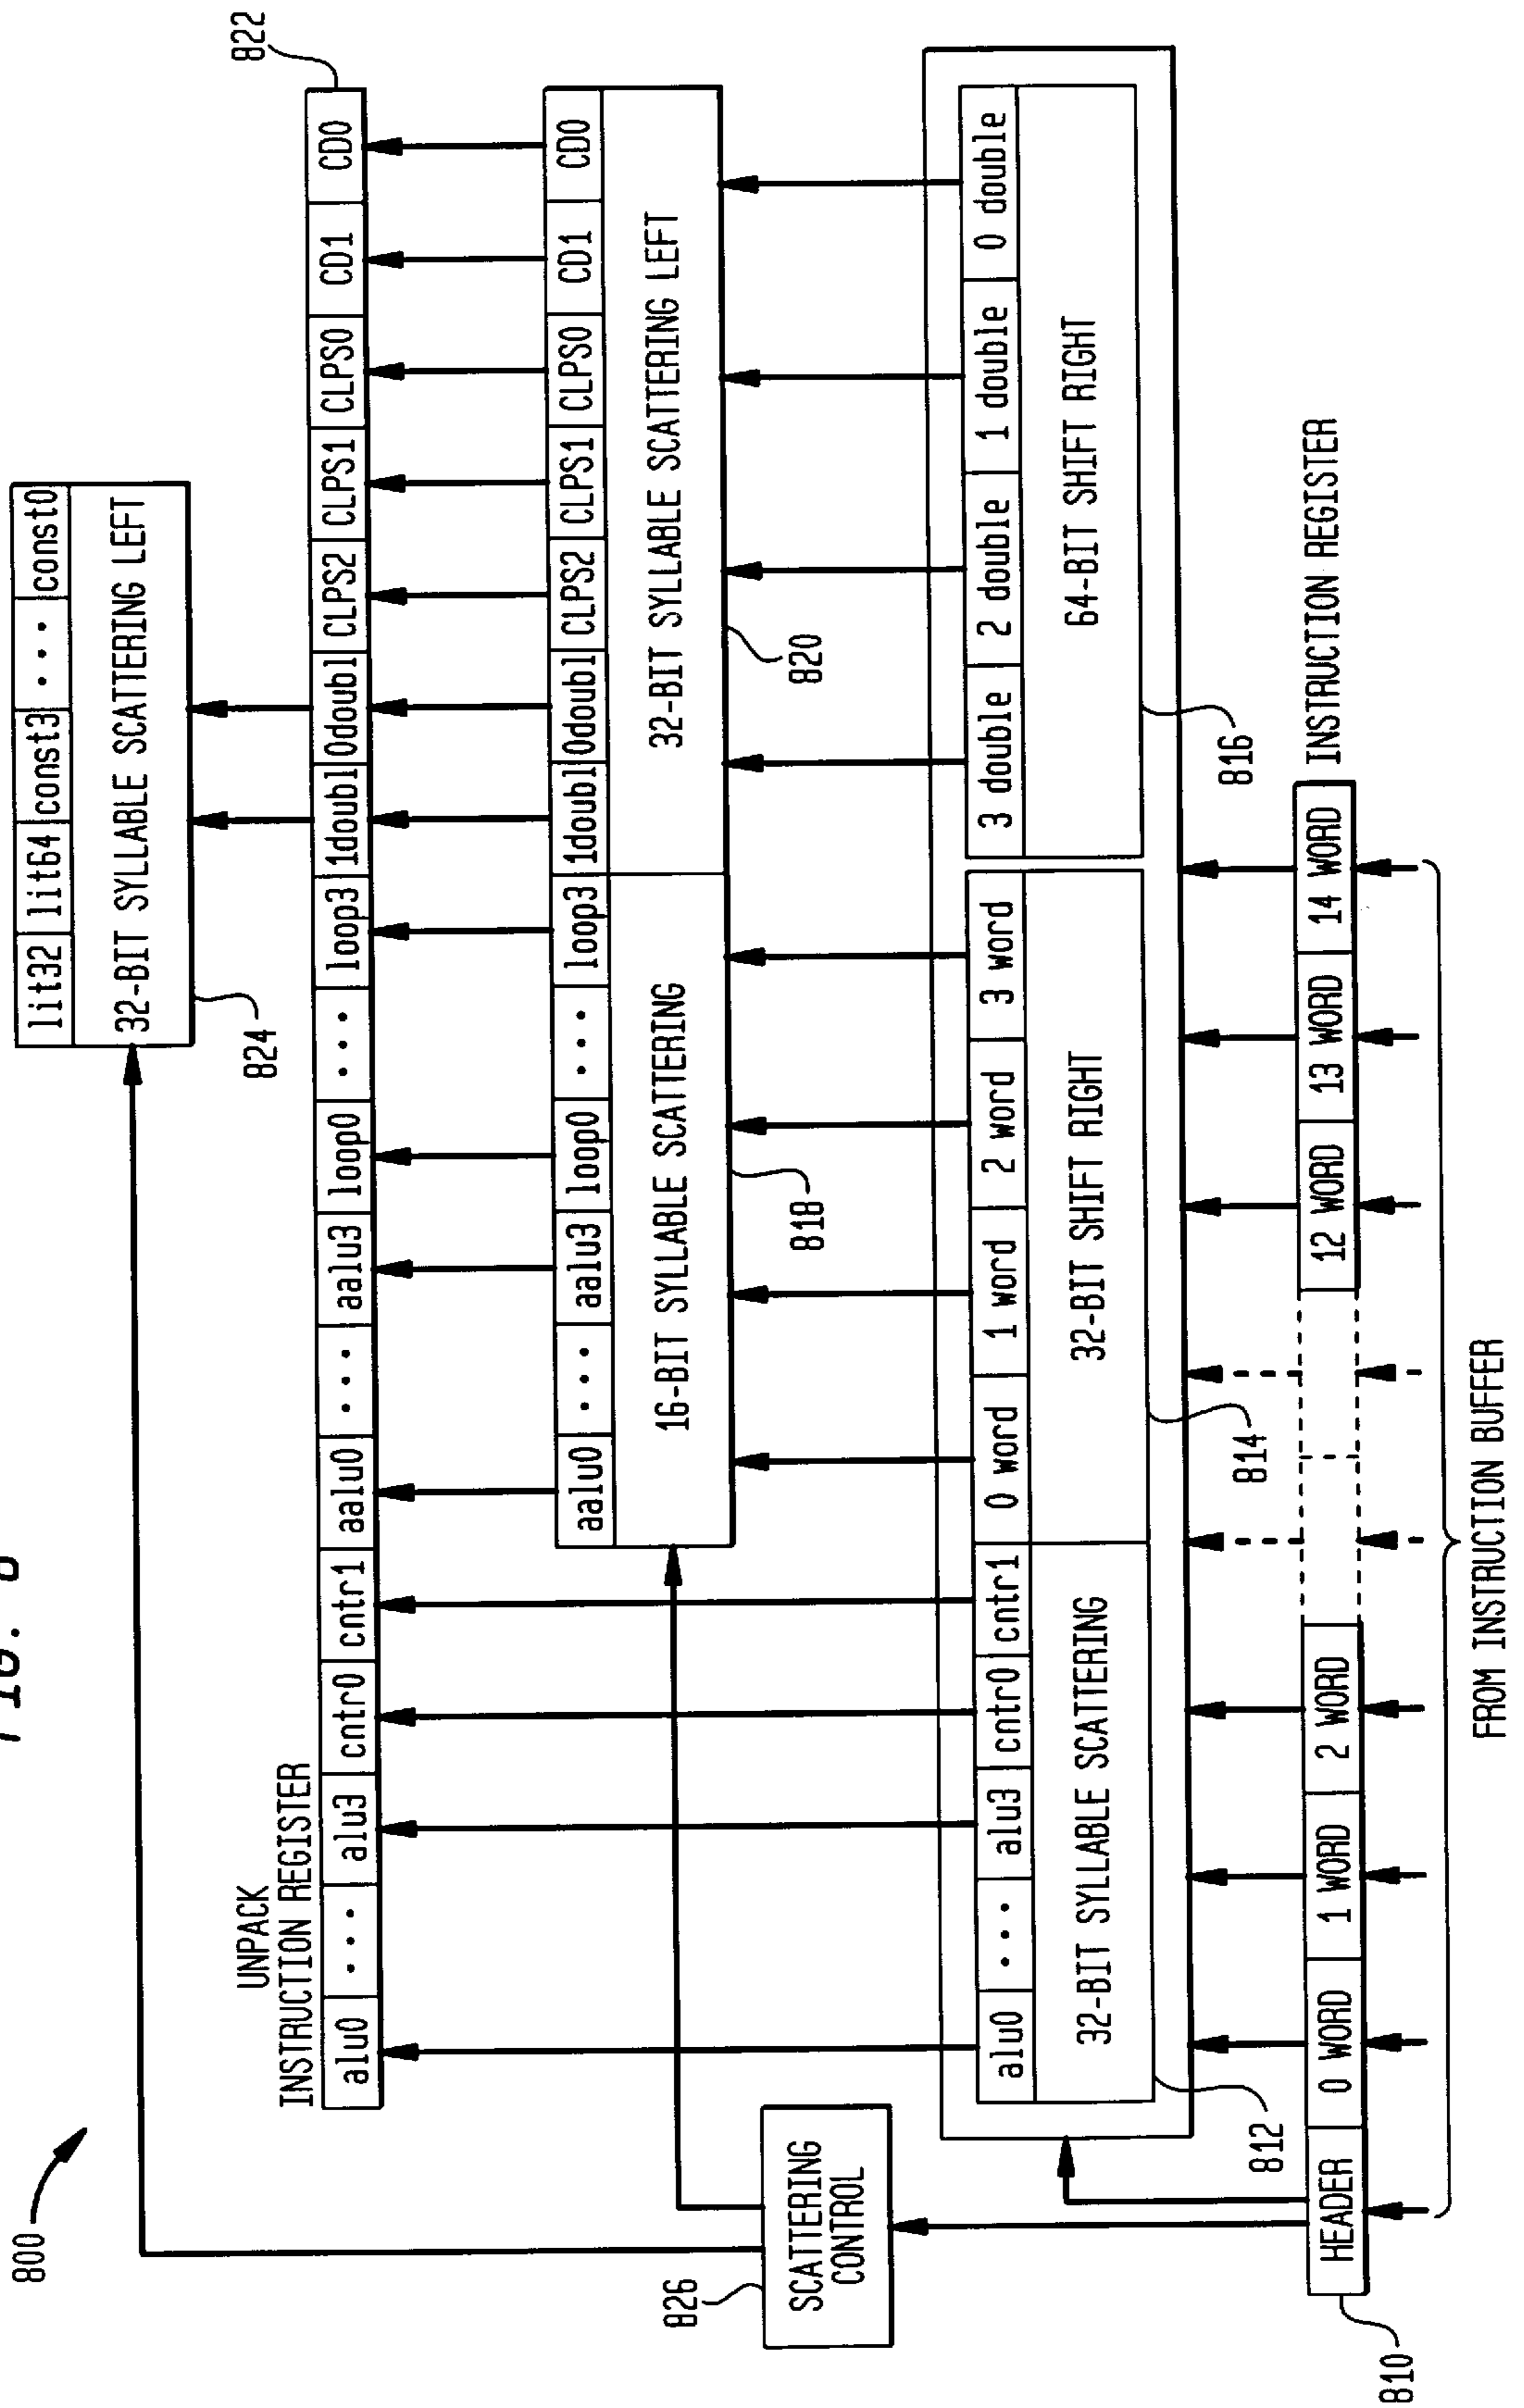 FIG. 8
800
lit32 lit64 const3 ... const0
32-BIT SYLLABLE SCATTERING LEFT
824
UNPACK
INSTRUCTION REGISTER
822
alu0 ... alu3 cntr0 cntr1 aalu0 ... aalu3 loop0 ... loop3 1doubl 0doubl CLPS2 CLPS1 CLPS0 CD1 CD0
aalu0 ... aalu3 loop0 ... loop3 1doubl 0doubl CLPS2 CLPS1 CLPS0 CD1 CD0
16-BIT SYLLABLE SCATTERING
32-BIT SYLLABLE SCATTERING LEFT
818
820
826
SCATTERING
CONTROL
alu0 ... alu3 cntr0 cntr1 0 word 1 word 2 word 3 word 3 double 2 double 1 double 0 double
32-BIT SYLLABLE SCATTERING
32-BIT SHIFT RIGHT
64-BIT SHIFT RIGHT
812
814
816
HEADER 0 WORD 1 WORD 2 WORD 12 WORD 13 WORD 14 WORD
INSTRUCTION REGISTER
810
FROM INSTRUCTION BUFFER